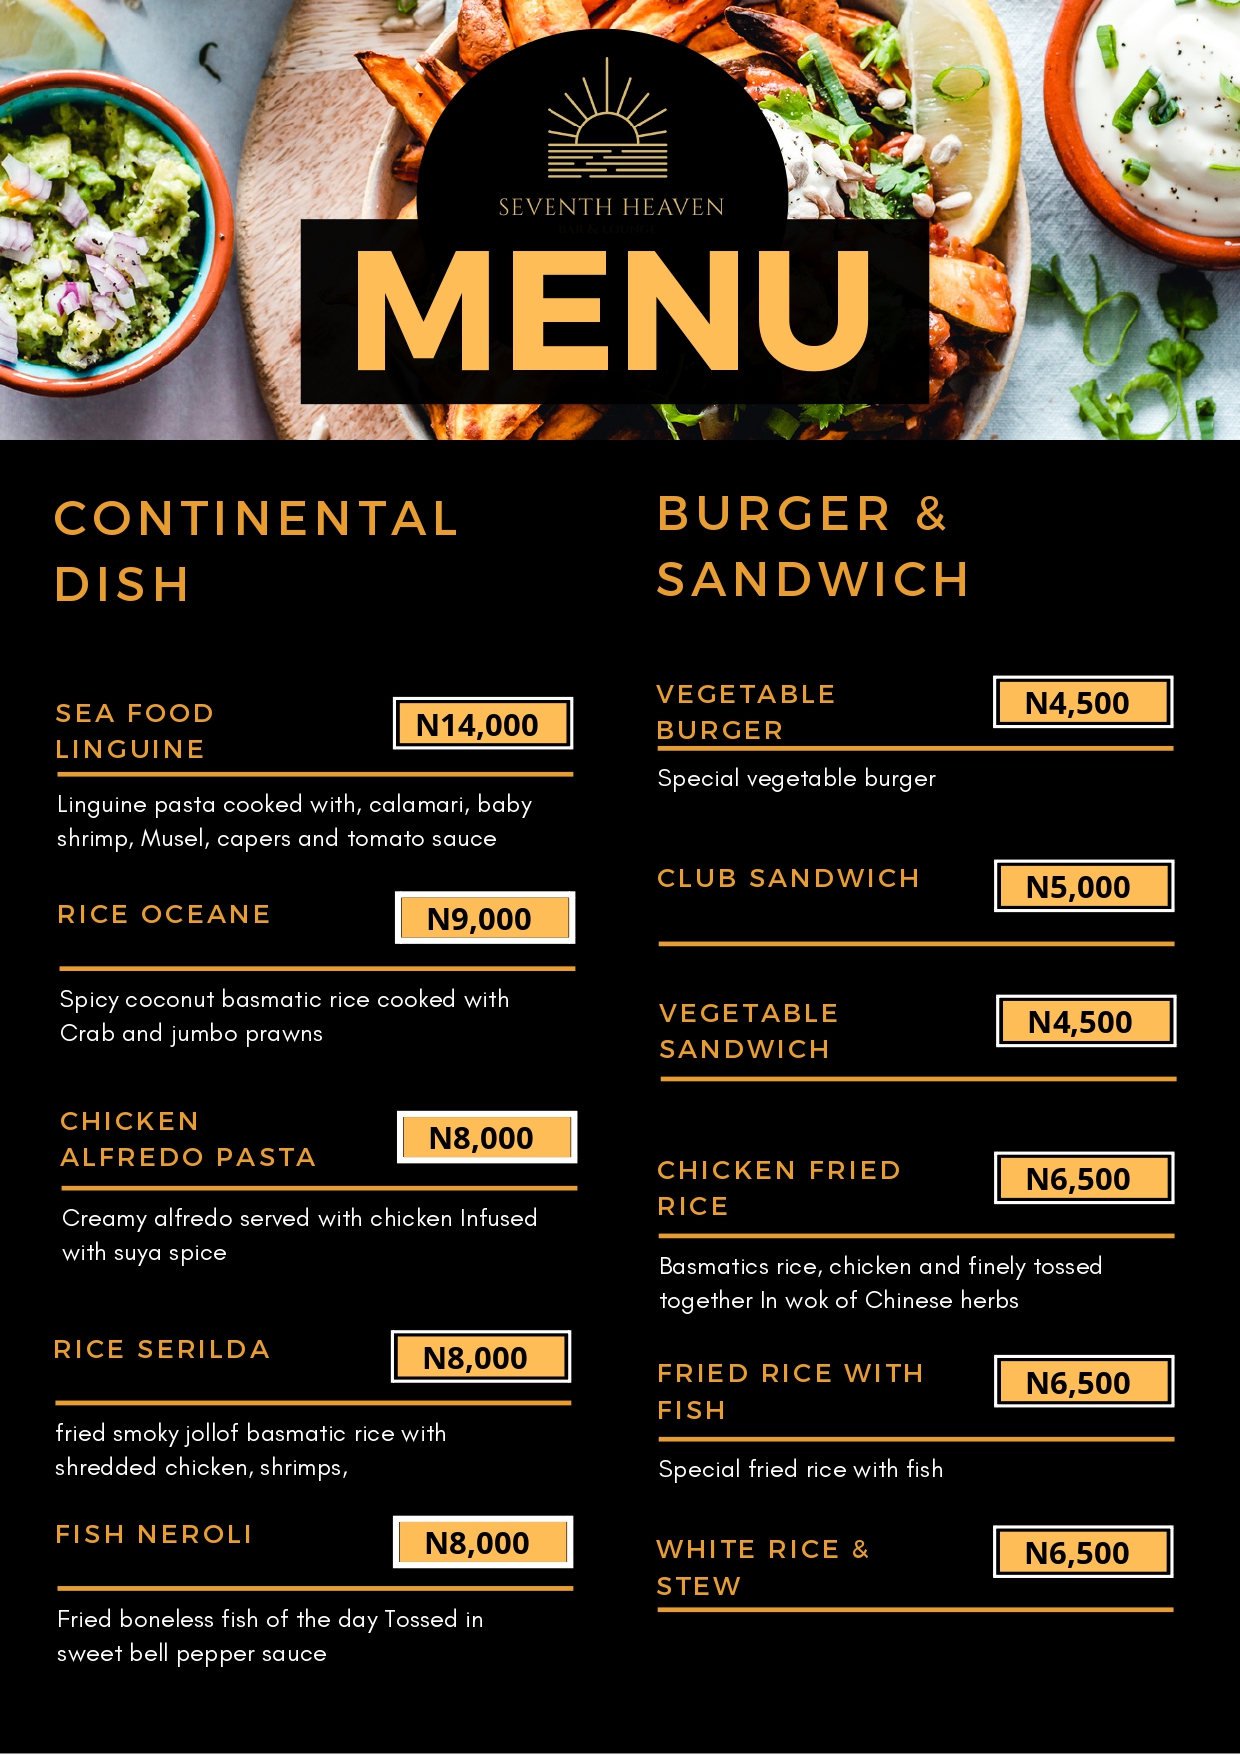 SEVENTH HEAVEN
BAR & LOUNGE
MENU
CONTINENTAL
DISH
SEA FOOD
LINGUINE
N14,000
Linguine pasta cooked with, calamari, baby
shrimp, Musel, capers and tomato sauce
RICE OCEANE
N9,000
Spicy coconut basmatic rice cooked with
Crab and jumbo prawns
CHICKEN
ALFREDO PASTA
N8,000
Creamy alfredo served with chicken Infused
with suya spice
RICE SERILDA
N8,000
fried smoky jollof basmatic rice with
shredded chicken, shrimps,
FISH NEROLI
N8,000
Fried boneless fish of the day Tossed in
sweet bell pepper sauce
BURGER &
SANDWICH
VEGETABLE
BURGER
N4,500
Special vegetable burger
CLUB SANDWICH
N5,000
VEGETABLE
SANDWICH
N4,500
CHICKEN FRIED
RICE
N6,500
Basmatics rice, chicken and finely tossed
together In wok of Chinese herbs
FRIED RICE WITH
FISH
N6,500
Special fried rice with fish
WHITE RICE &
STEW
N6,500